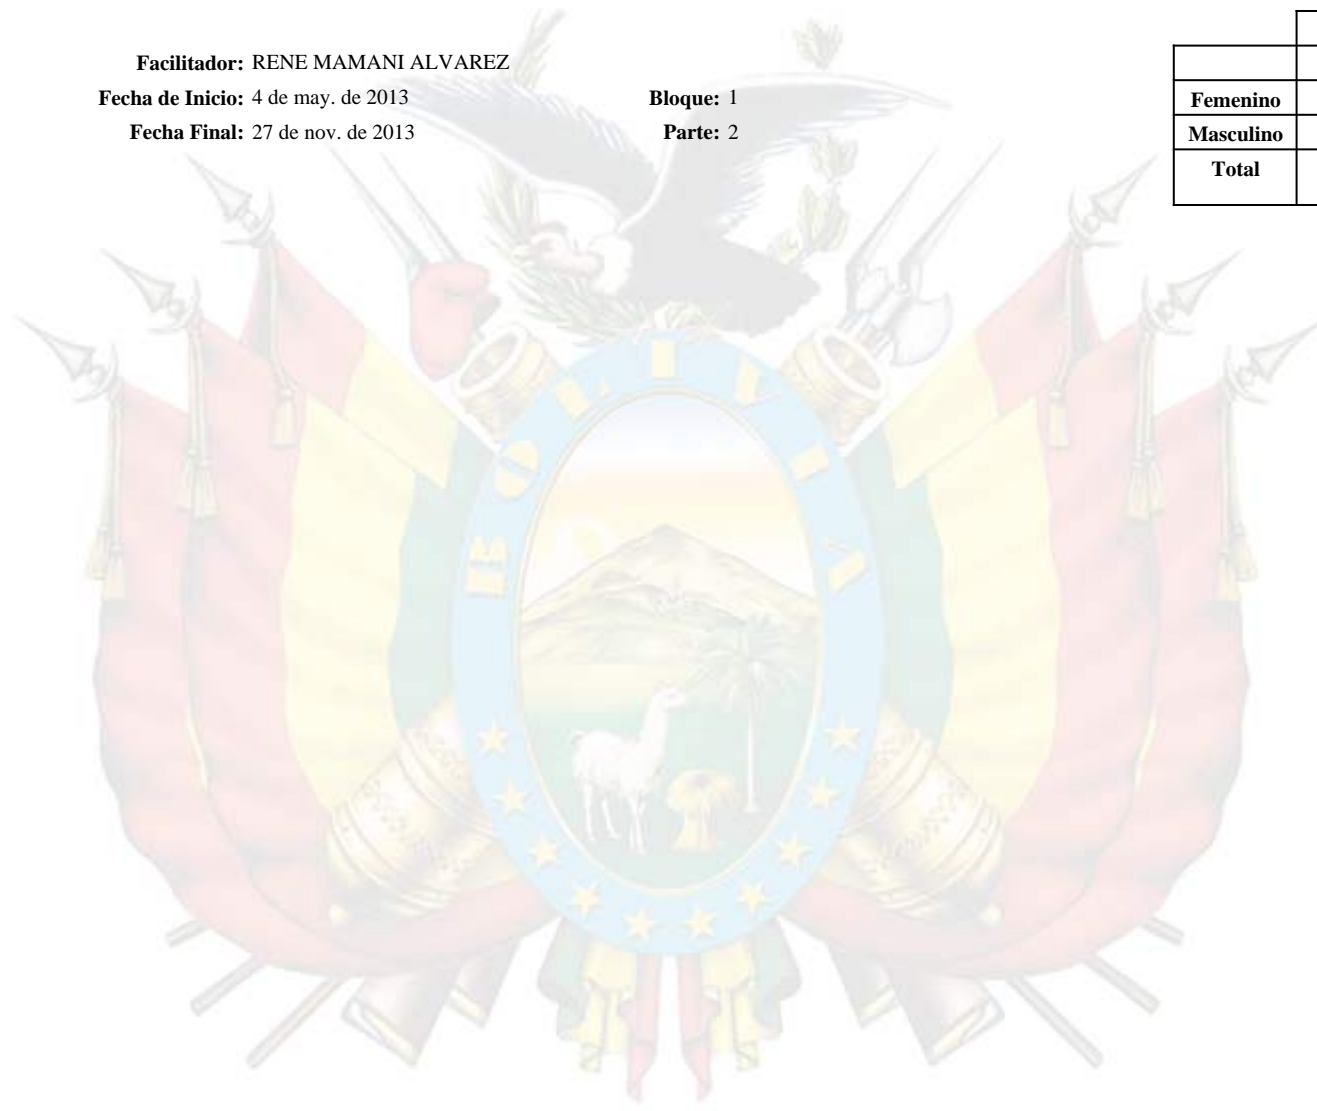 Facilitador: RENE MAMANI ALVAREZ
Fecha de Inicio: 4 de may. de 2013 Bloque: 1
Fecha Final: 27 de nov. de 2013 Parte: 2
Femenino
Masculino
Total
BOLIVIA